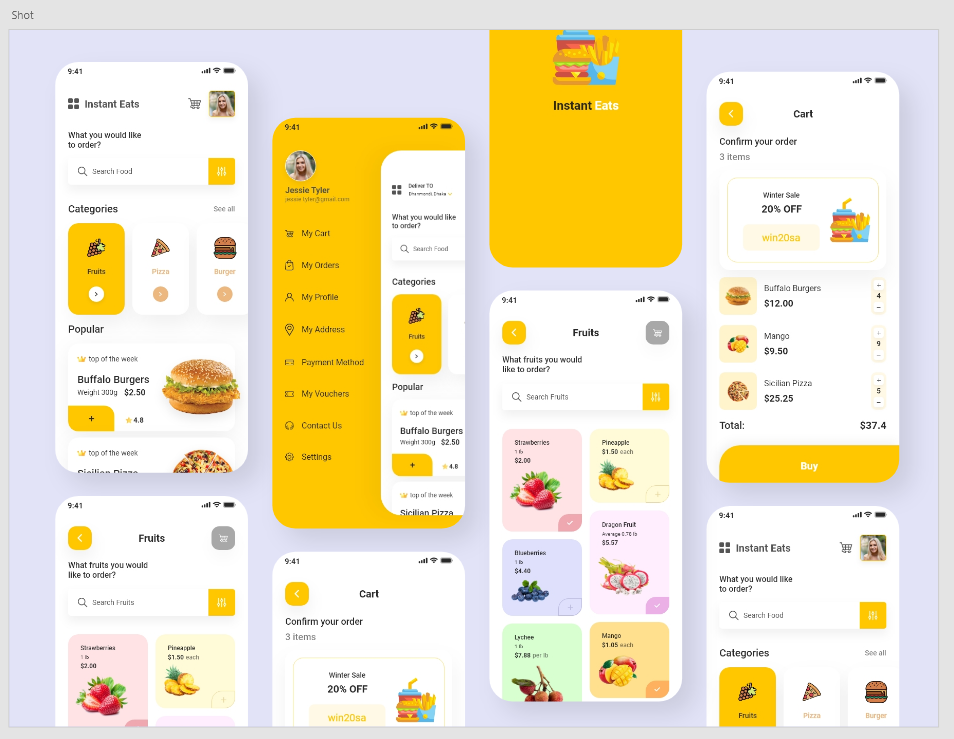 Shot
9:41
Instant Eats
What you would like
to order?
Search Food
Categories
See all
Fruits
Pizza
Burger
Popular
top of the week
Buffalo Burgers
Weight 300g $2.50
+
4.8
top of the week
Sicilian Pizza
9:41
Fruits
What fruits you would
like to order?
Search Fruits
Strawberries
1 lb
$2.00
Pineapple
$1.50 each
+
9:41
Jessie Tyler
jessie.tyler@gmail.com
My Cart
My Orders
My Profile
My Address
Payment Method
My Vouchers
Contact Us
Settings
Deliver TO
Dhanmondi, Dhaka
What you would like
to order?
Search Food
Categories
Fruits
Popular
top of the week
Buffalo Burgers
Weight 300g $2.50
+
4.8
top of the week
Sicilian Pizza
9:41
Cart
Confirm your order
3 items
Winter Sale
20% OFF
win20sa
Instant Eats
9:41
Fruits
What fruits you would
like to order?
Search Fruits
Strawberries
1 lb
$2.00
Pineapple
$1.50 each
+
Dragon Fruit
Average 0.76 lb
$5.57
Blueberries
1 lb
$4.40
+
Lychee
1 lb
$7.88 per lb
Mango
$1.05 each
9:41
Cart
Confirm your order
3 items
Winter Sale
20% OFF
win20sa
Buffalo Burgers
$12.00
+
4
−
Mango
$9.50
+
9
−
Sicilian Pizza
$25.25
+
5
−
Total:
$37.4
Buy
9:41
Instant Eats
What you would like
to order?
Search Food
Categories
See all
Fruits
Pizza
Burger